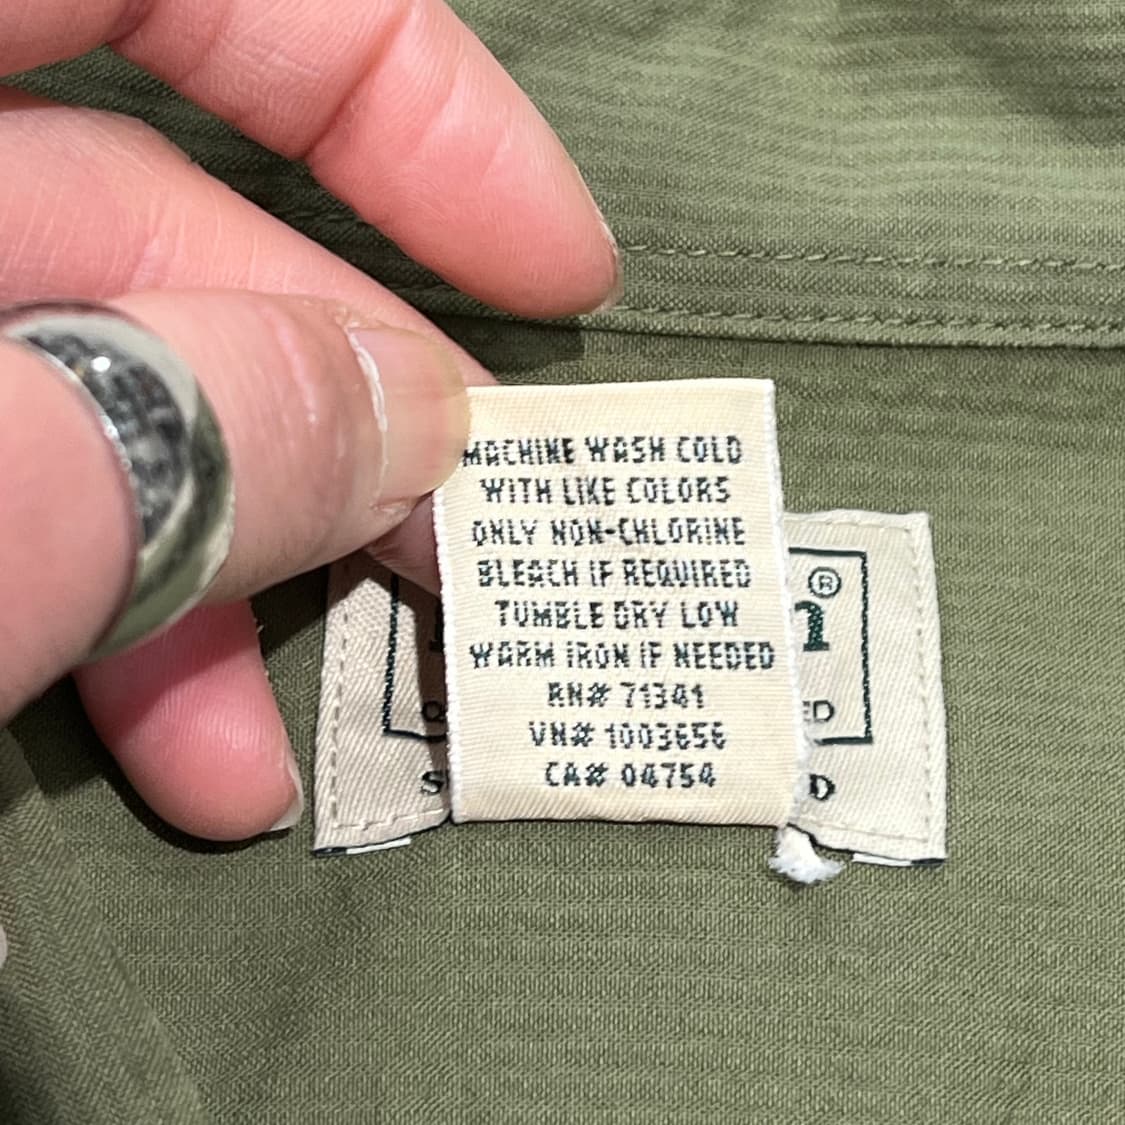 MACHINE WASH COLD
WITH LIKE COLORS
ONLY NON-CHLORINE
BLEACH IF REQUIRED
TUMBLE DRY LOW
WARM IRON IF NEEDED
RN# 71341
VN# 1003656
CA# 04754